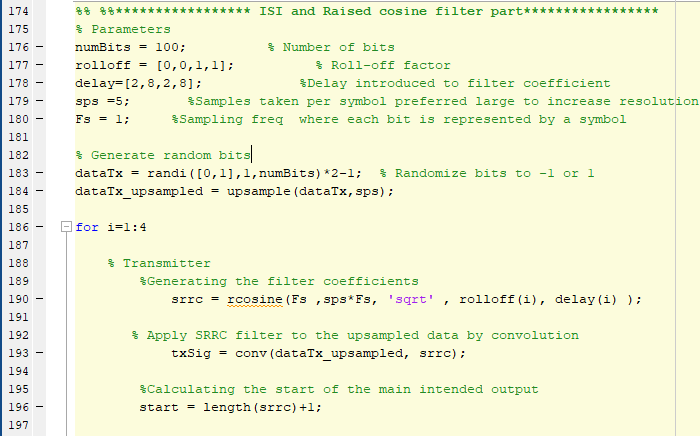 174 %% %%***************** ISI and Raised cosine filter part*****************
175 % Parameters
176 – numBits = 100; % Number of bits
177 – rolloff = [0,0,1,1]; % Roll-off factor
178 – delay=[2,8,2,8]; %Delay introduced to filter coefficient
179 – sps =5; %Samples taken per symbol preferred large to increase resolution
180 – Fs = 1; %Sampling freq where each bit is represented by a symbol
181
182 % Generate random bits
183 – dataTx = randi([0,1],1,numBits)*2-1; % Randomize bits to -1 or 1
184 – dataTx_upsampled = upsample(dataTx,sps);
185
186 – for i=1:4
187
188 % Transmitter
189 %Generating the filter coefficients
190 – srrc = rcosine(Fs ,sps*Fs, 'sqrt' , rolloff(i), delay(i) );
191
192 % Apply SRRC filter to the upsampled data by convolution
193 – txSig = conv(dataTx_upsampled, srrc);
194
195 %Calculating the start of the main intended output
196 – start = length(srrc)+1;
197